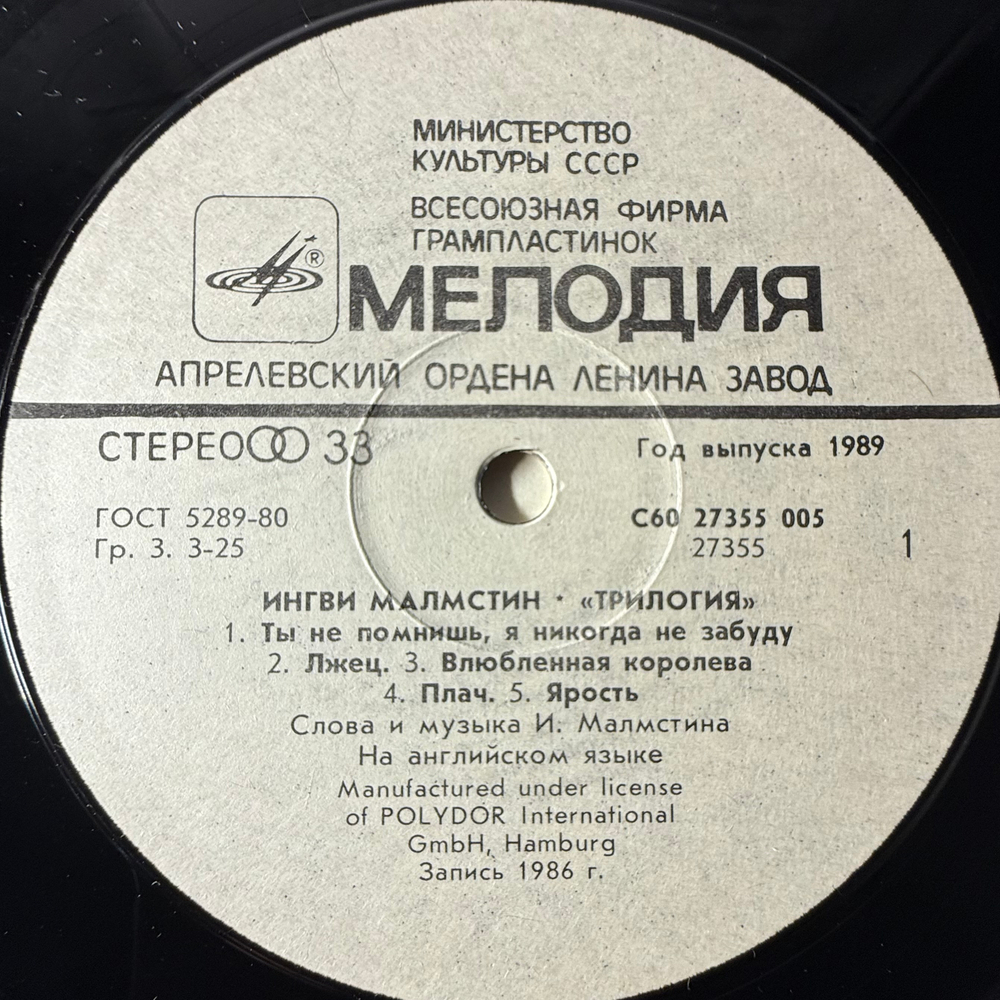 МИНИСТЕРСТВО
КУЛЬТУРЫ СССР
ВСЕСОЮЗНАЯ ФИРМА
ГРАМПЛАСТИНОК
®
МЕЛОДИЯ
АПРЕЛЕВСКИЙ ОРДЕНА ЛЕНИНА ЗАВОД
СТЕРЕО 33
Год выпуска 1989
ГОСТ 5289-80
С60 27355 005
Гр. 3. 3-25
27355
1
ИНГВИ МАЛМСТИН · «ТРИЛОГИЯ»
1. Ты не помнишь, я никогда не забуду
2. Лжец. 3. Влюбленная королева
4. Плач. 5. Ярость
Слова и музыка И. Малмстина
На английском языке
Manufactured under license
of POLYDOR International
GmbH, Hamburg
Запись 1986 г.